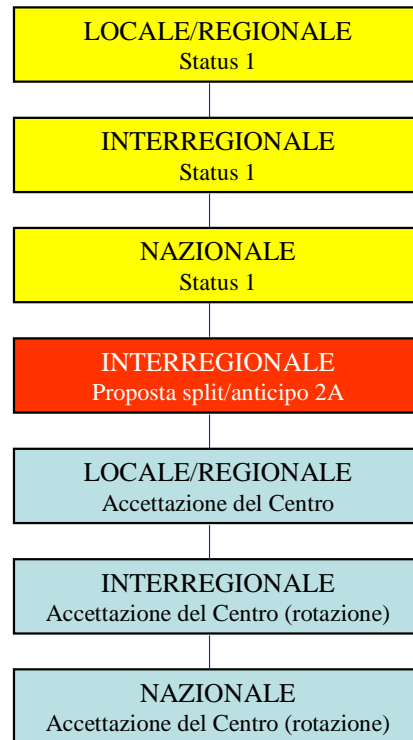 LOCALE/REGIONALE
Status 1
INTERREGIONALE
Status 1
NAZIONALE
Status 1
INTERREGIONALE
Proposta split/anticipo 2A
LOCALE/REGIONALE
Accettazione del Centro
INTERREGIONALE
Accettazione del Centro (rotazione)
NAZIONALE
Accettazione del Centro (rotazione)